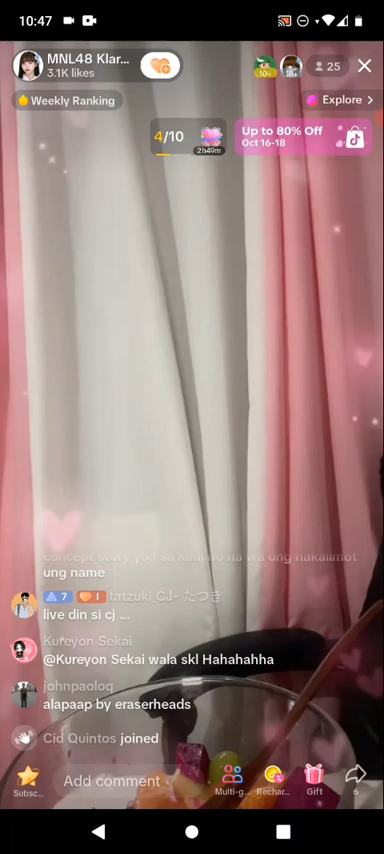 10:47
MNL48 Klar...
3.1K likes
10+
25
Weekly Ranking
Explore >
4/10
2h49m
Up to 80% Off
Oct 16-18
ung name
7
1
tatzuki_CJ- たつき
live din si cj ...
Kureyon Sekai
@Kureyon Sekai wala skl Hahahahha
johnpaoloq
alapaap by eraserheads
Cid Quintos joined
Subsc...
Add comment
Multi-g...
Rechar...
Gift
6